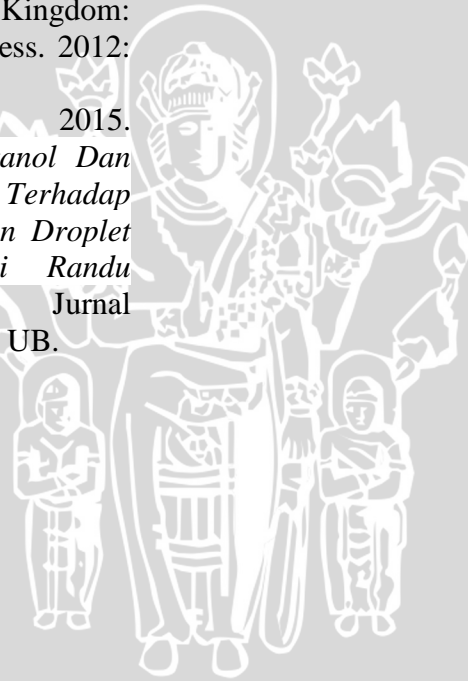 Kingdom:
ess. 2012:
2015.
anol Dan
Terhadap
n Droplet
i Randu
Jurnal
UB.